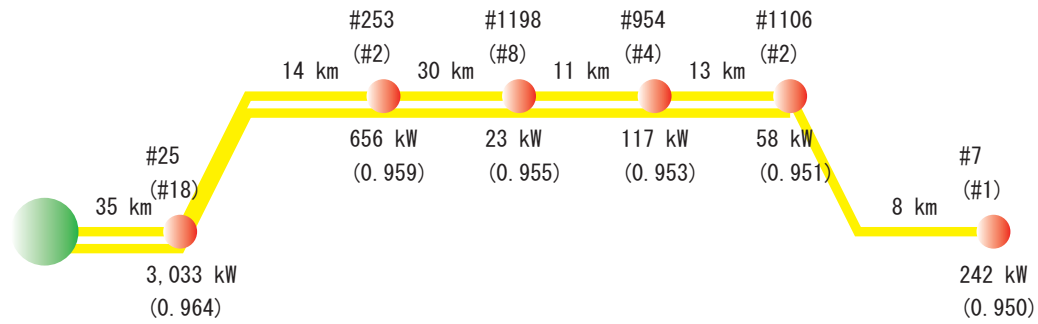 #253
(#2)
#1198
(#8)
#954
(#4)
#1106
(#2)
14 km
30 km
11 km
13 km
656 kW
(0.959)
23 kW
(0.955)
117 kW
(0.953)
58 kW
(0.951)
#25
(#18)
#7
(#1)
35 km
8 km
3,033 kW
(0.964)
242 kW
(0.950)